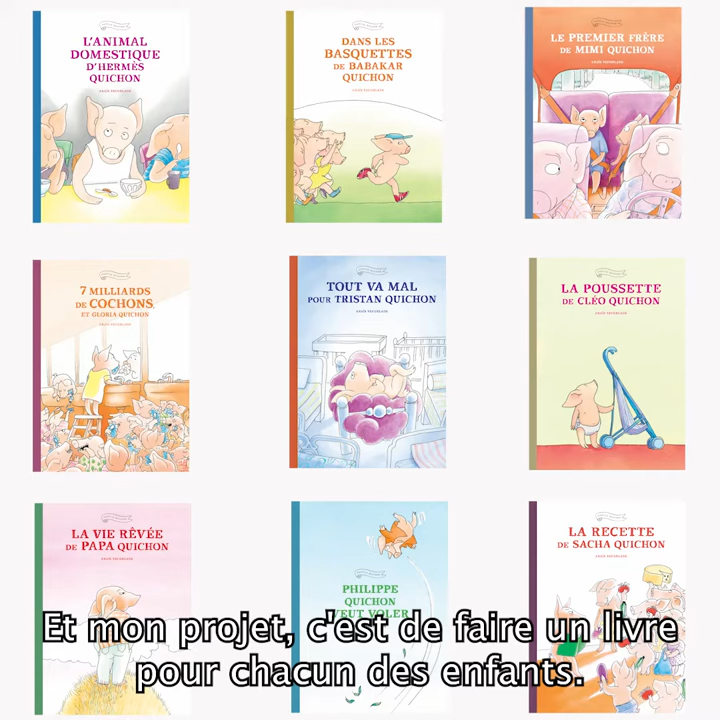 L'ANIMAL
DOMESTIQUE
D'HERMÈS
QUICHON
DANS LES
BASQUETTES
DE BABAKAR
QUICHON
LE PREMIER FRÈRE
DE MIMI QUICHON
7 MILLIARDS
DE COCHONS,
ET GLORIA QUICHON
TOUT VA MAL
POUR TRISTAN QUICHON
LA POUSSETTE
DE CLÉO QUICHON
LA VIE RÊVÉE
DE PAPA QUICHON
PHILIPPE
QUICHON
VEUT VOLER
LA RECETTE
DE SACHA QUICHON
Et mon projet, c'est de faire un livre
pour chacun des enfants.